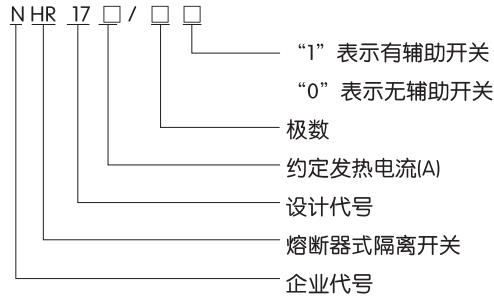 NHR17□/□□
“1”表示有辅助开关
“0”表示无辅助开关
极数
约定发热电流(A)
设计代号
熔断器式隔离开关
企业代号